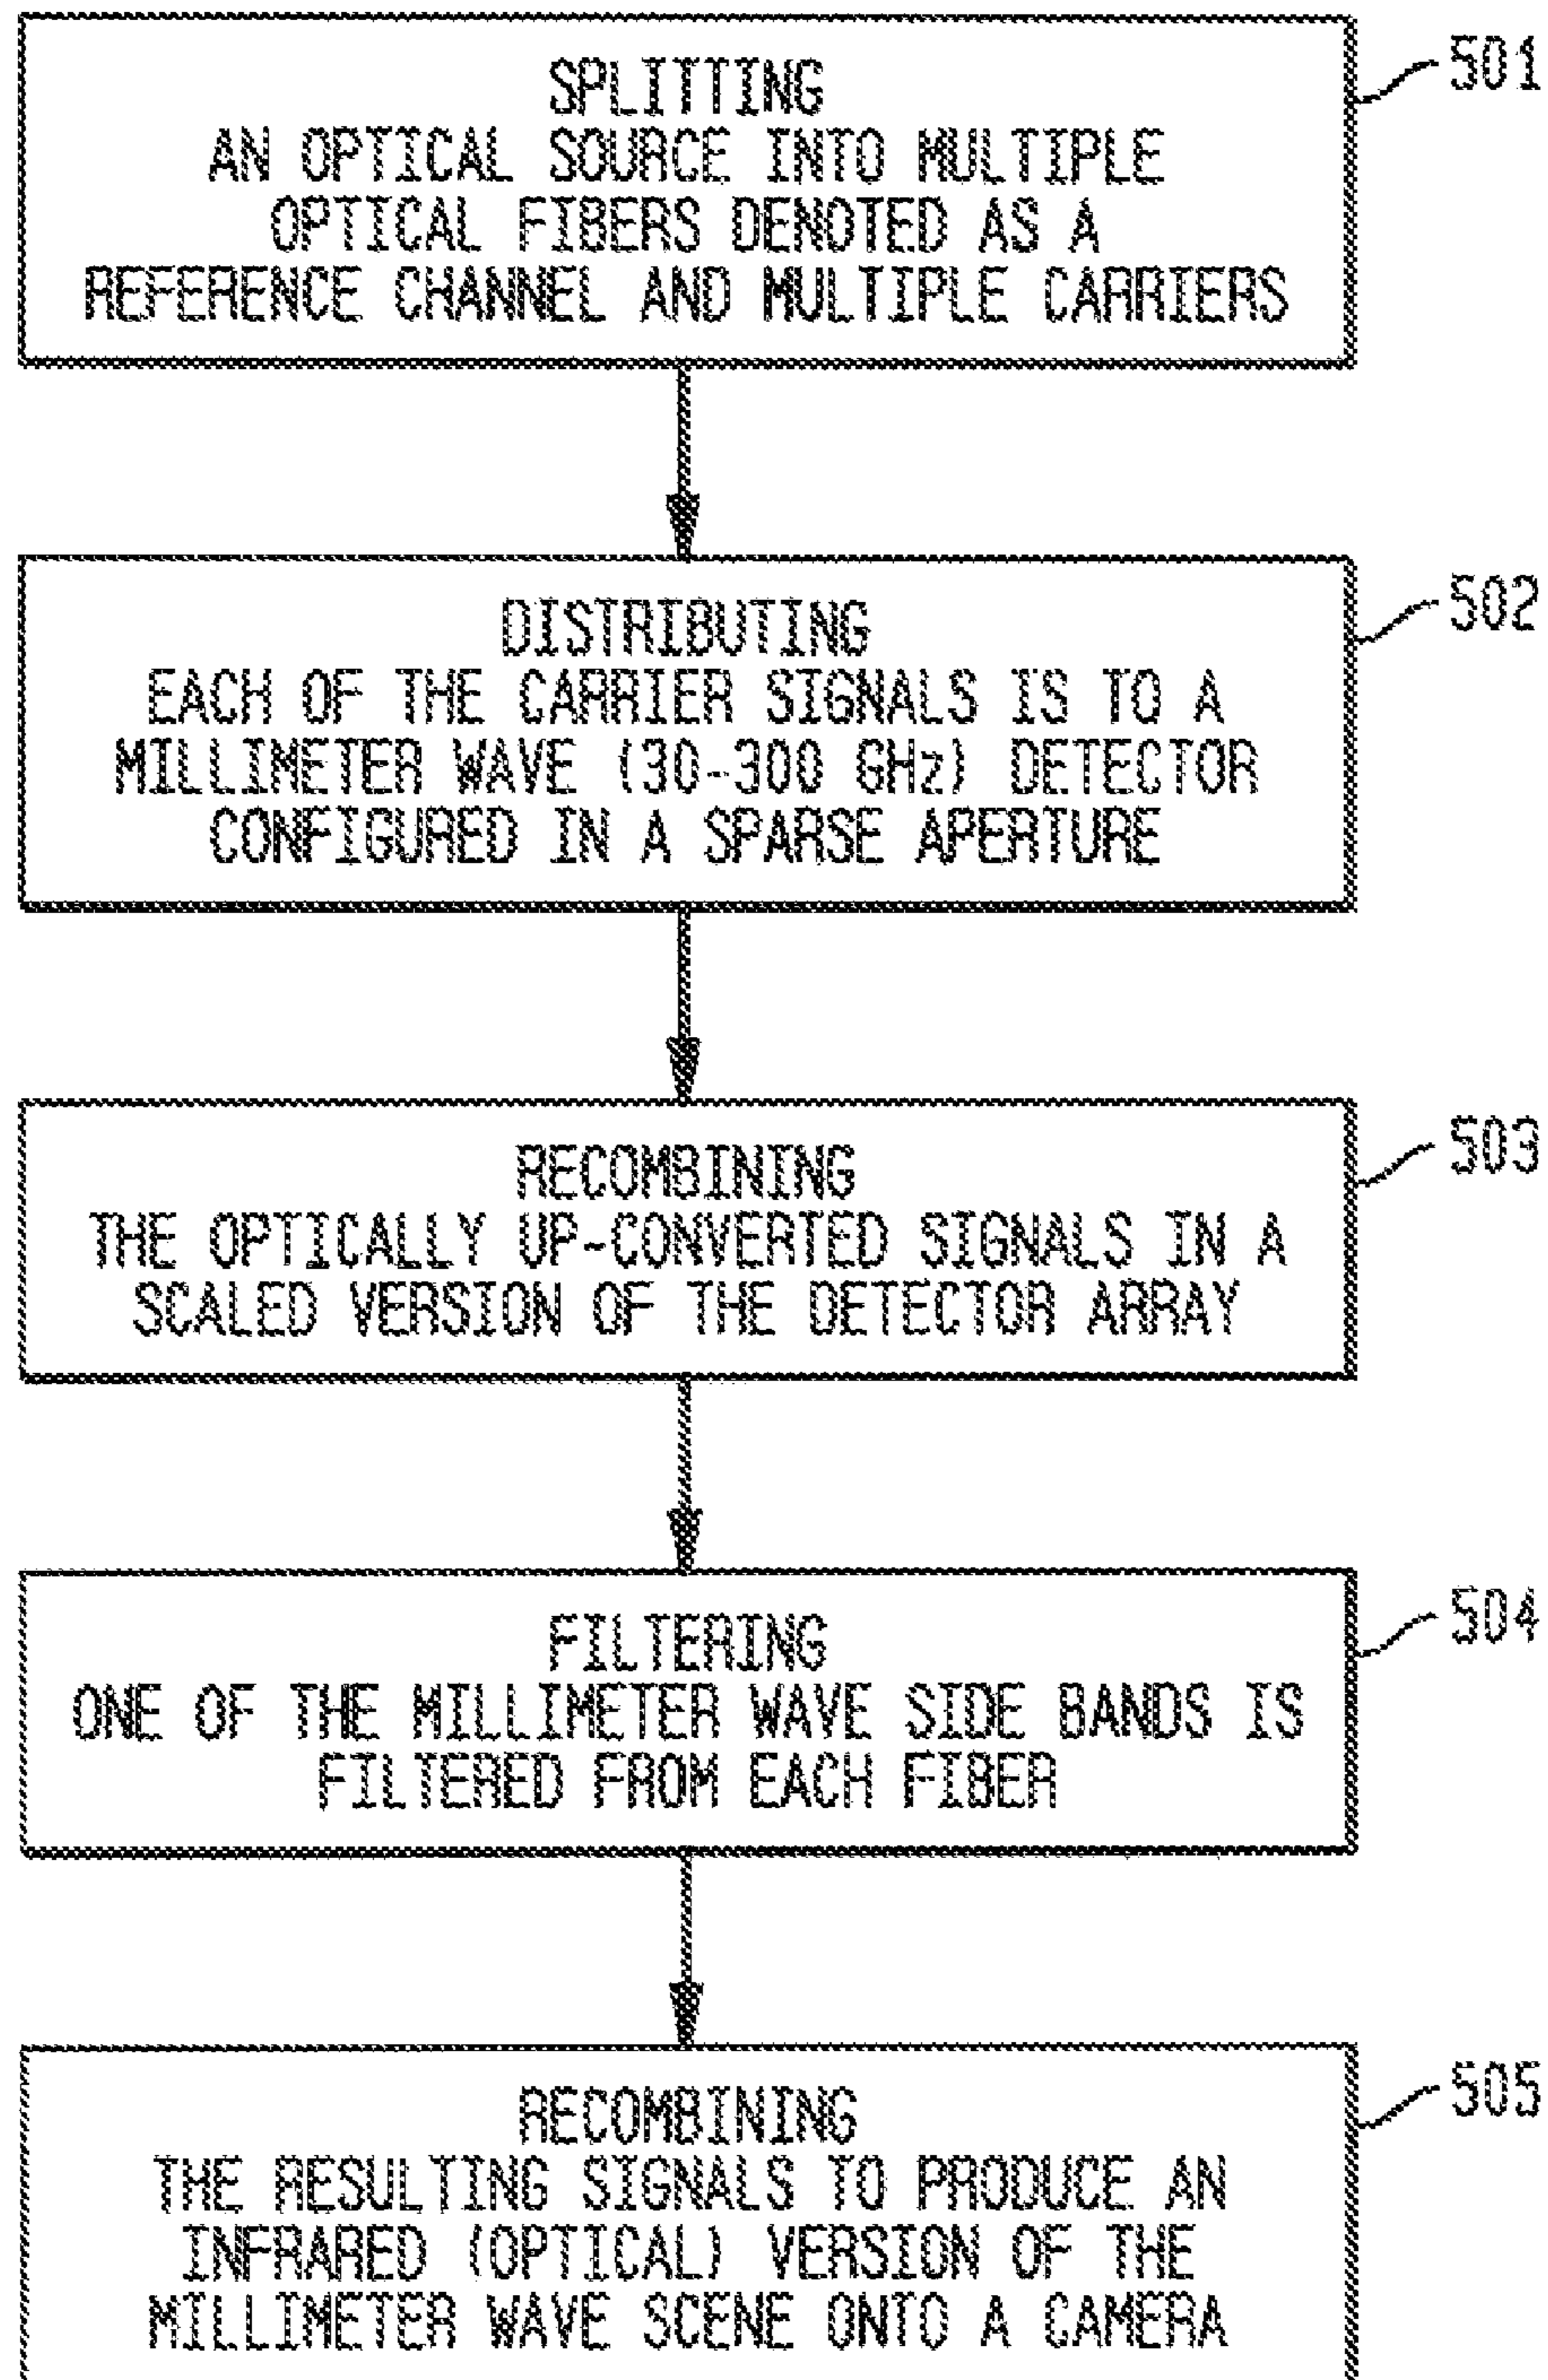 SPLITTING
AN OPTICAL SOURCE INTO MULTIPLE
OPTICAL FIBERS DENOTED AS A
REFERENCE CHANNEL AND MULTIPLE CARRIERS
501
DISTRIBUTING
EACH OF THE CARRIER SIGNALS IS TO A
MILLIMETER WAVE (30-300 GHz) DETECTOR
CONFIGURED IN A SPARSE APERTURE
502
RECOMBINING
THE OPTICALLY UP-CONVERTED SIGNALS IN A
SCALED VERSION OF THE DETECTOR ARRAY
503
FILTERING
ONE OF THE MILLIMETER WAVE SIDE BANDS IS
FILTERED FROM EACH FIBER
504
RECOMBINING
THE RESULTING SIGNALS TO PRODUCE AN
INFRARED (OPTICAL) VERSION OF THE
MILLIMETER WAVE SCENE ONTO A CAMERA
505